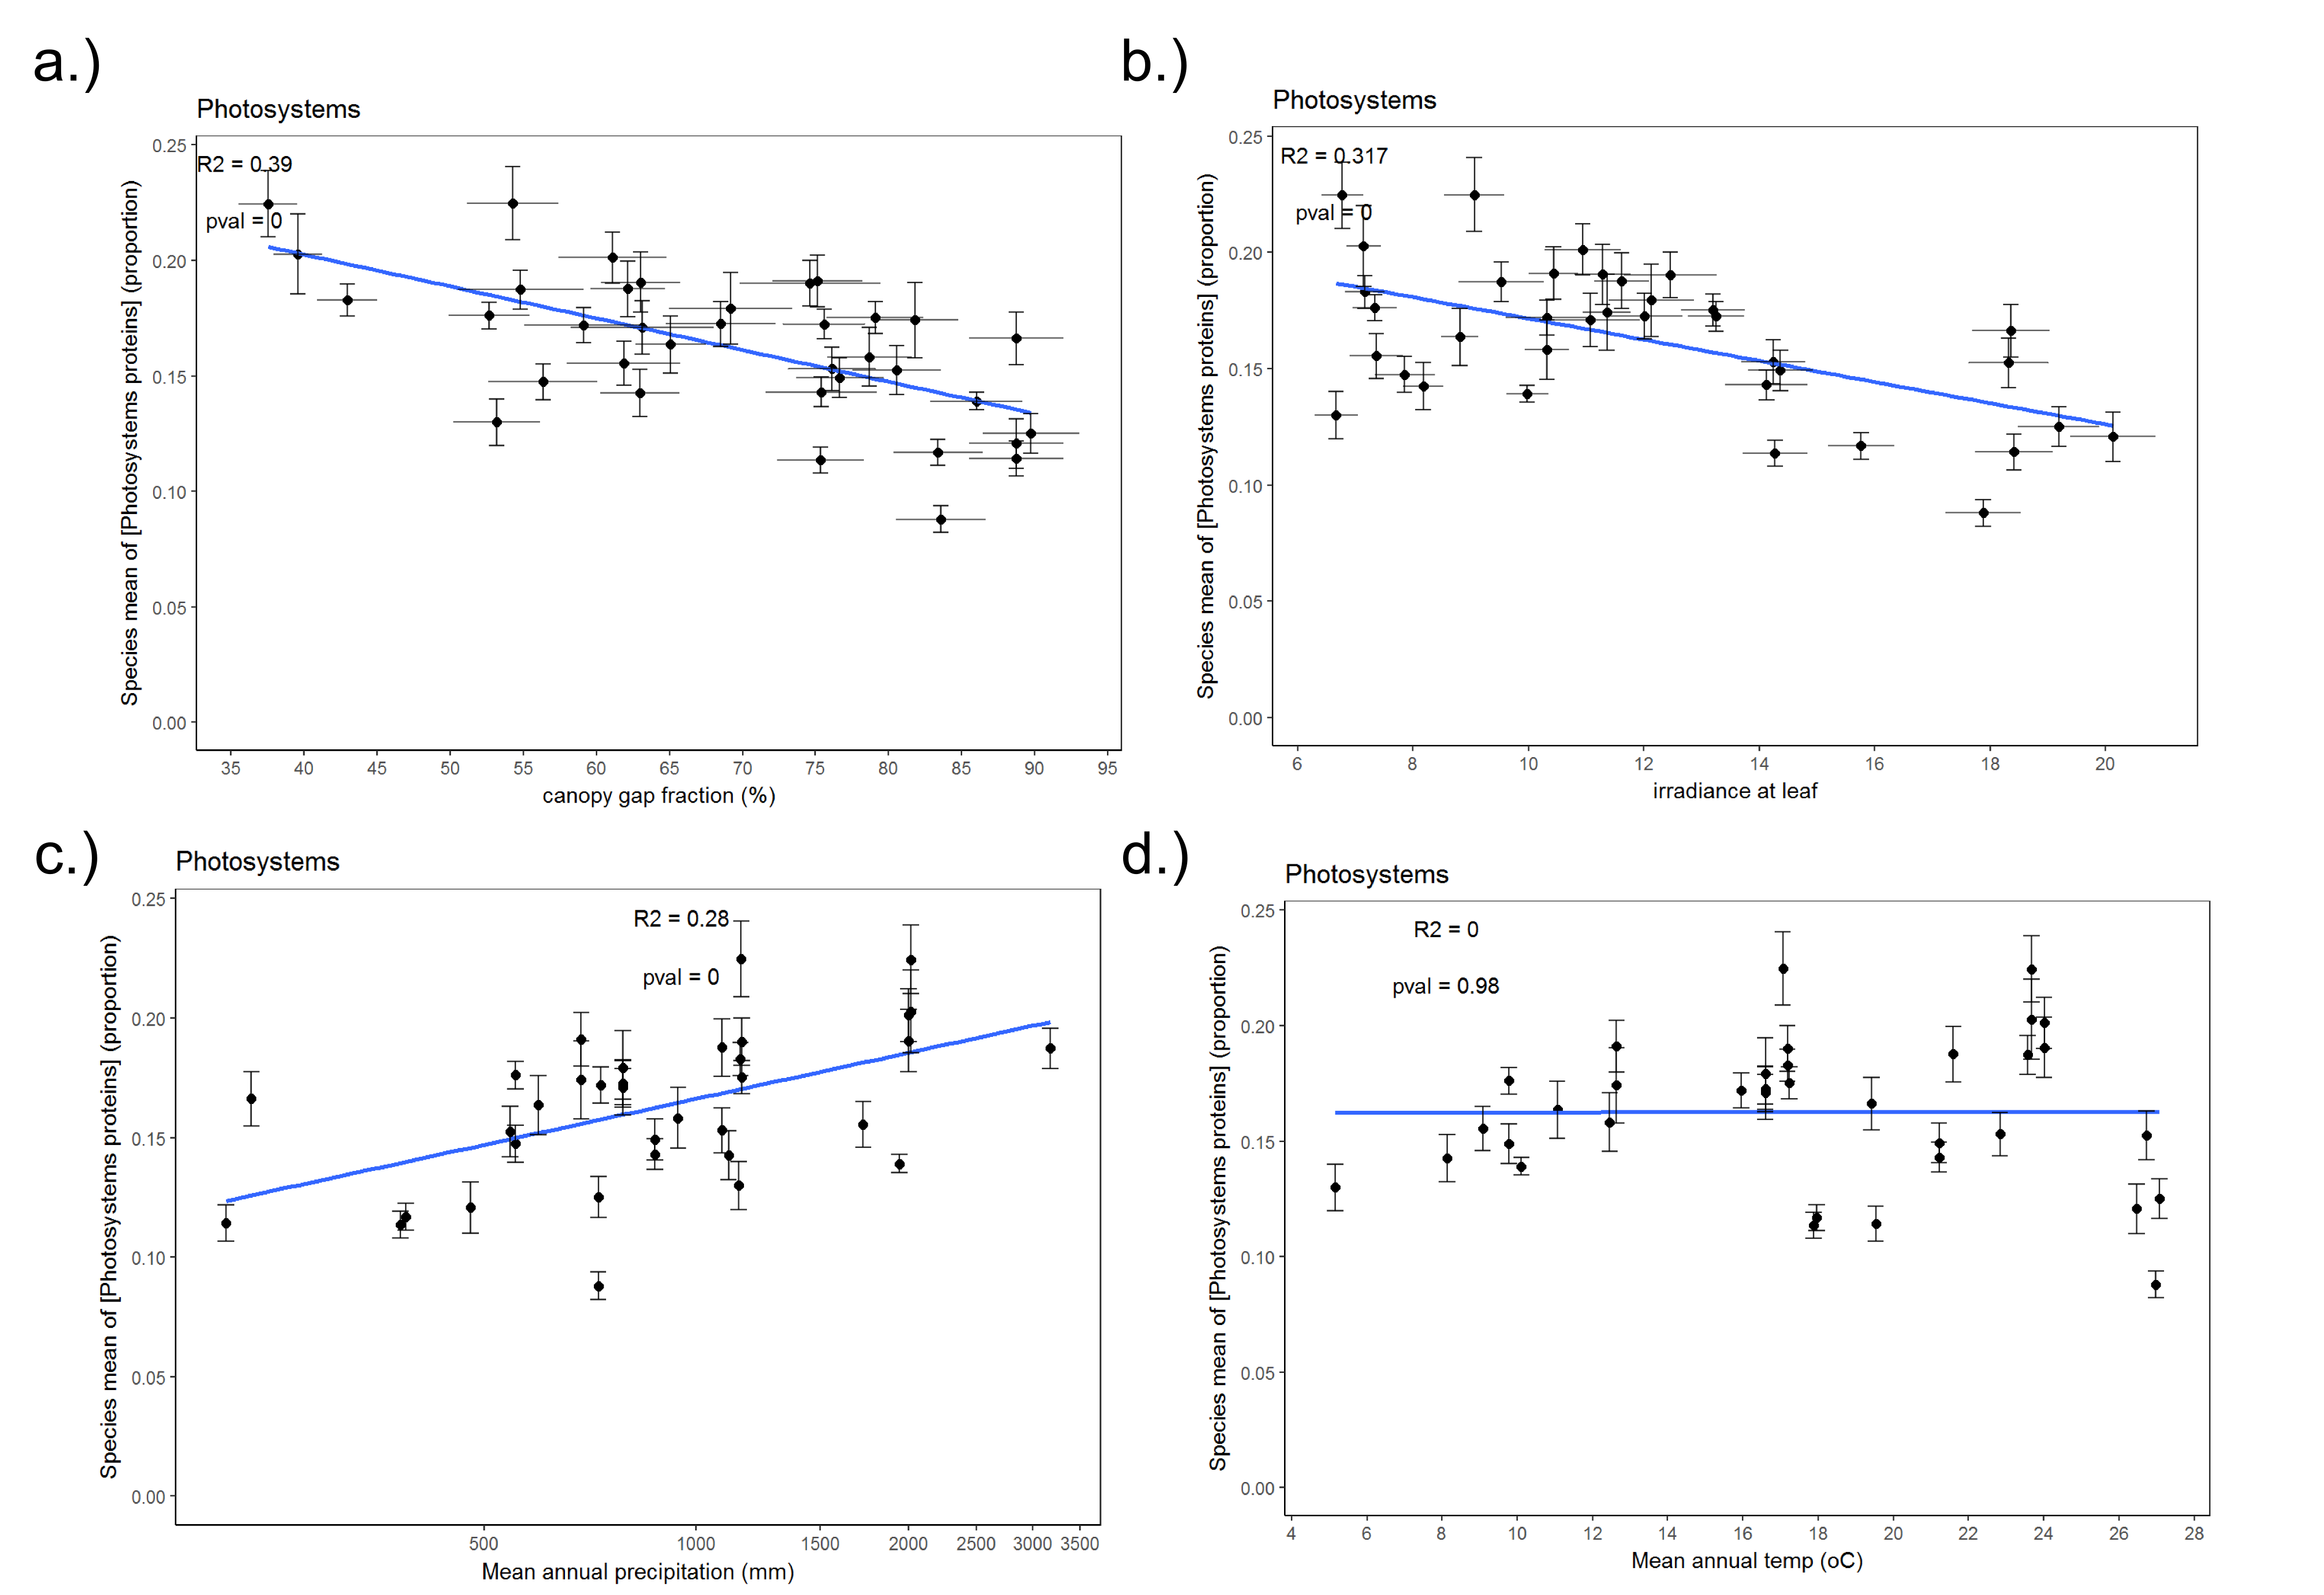 a.)
Photosystems
R2 = 0.39
pval = 0
Species mean of [Photosystems proteins] (proportion)
0.25
0.20
0.15
0.10
0.05
0.00
35 40 45 50 55 60 65 70 75 80 85 90 95
canopy gap fraction (%)
b.)
Photosystems
R2 = 0.317
pval = 0
Species mean of [Photosystems proteins] (proportion)
0.25
0.20
0.15
0.10
0.05
0.00
6 8 10 12 14 16 18 20
irradiance at leaf
c.)
Photosystems
R2 = 0.28
pval = 0
Species mean of [Photosystems proteins] (proportion)
0.25
0.20
0.15
0.10
0.05
0.00
500 1000 1500 2000 2500 3000 3500
Mean annual precipitation (mm)
d.)
Photosystems
R2 = 0
pval = 0.98
Species mean of [Photosystems proteins] (proportion)
0.25
0.20
0.15
0.10
0.05
0.00
4 6 8 10 12 14 16 18 20 22 24 26 28
Mean annual temp (oC)